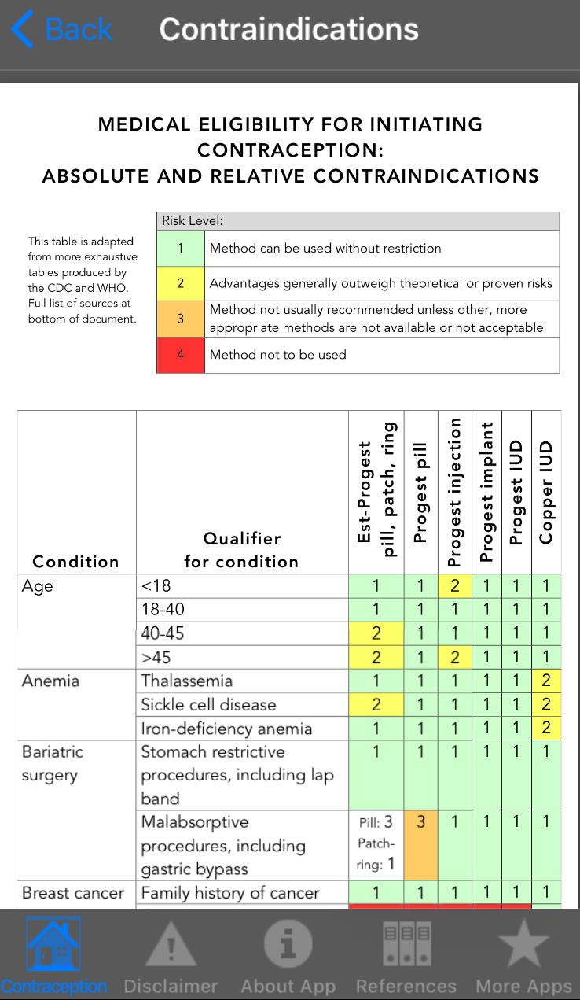 Back Contraindications
MEDICAL ELIGIBILITY FOR INITIATING
CONTRACEPTION:
ABSOLUTE AND RELATIVE CONTRAINDICATIONS
This table is adapted
from more exhaustive
tables produced by
the CDC and WHO.
Full list of sources at
bottom of document.
Risk Level:
1 Method can be used without restriction
2 Advantages generally outweigh theoretical or proven risks
3 Method not usually recommended unless other, more
appropriate methods are not available or not acceptable
4 Method not to be used
Condition
Qualifier
for condition
Est-Progest
pill, patch, ring
Progest pill
Progest injection
Progest implant
Progest IUD
Copper IUD
Age <18 1 1 2 1 1 1
18-40 1 1 1 1 1 1
40-45 2 1 1 1 1 1
>45 2 1 2 1 1 1
Anemia Thalassemia 1 1 1 1 1 2
Sickle cell disease 2 1 1 1 1 2
Iron-deficiency anemia 1 1 1 1 1 2
Bariatric Stomach restrictive 1 1 1 1 1 1
surgery procedures, including lap
band
Malabsorptive Pill: 3 3 1 1 1 1
procedures, including Patch-
gastric bypass ring: 1
Breast cancer Family history of cancer 1 1 1 1 1 1
Contraception Disclaimer About App References More Apps